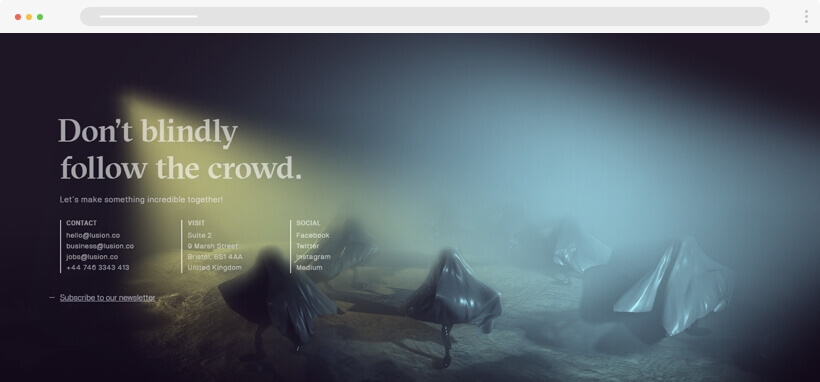 Don't blindly
follow the crowd.
Let's make something incredible together!
CONTACT
hello@lusion.co
business@lusion.co
jobs@lusion.co
+44 746 3343 413
VISIT
Suite 2
9 Marsh Street
Bristol, BS1 4AA
United Kingdom
SOCIAL
Facebook
Twitter
Instagram
Medium
— Subscribe to our newsletter